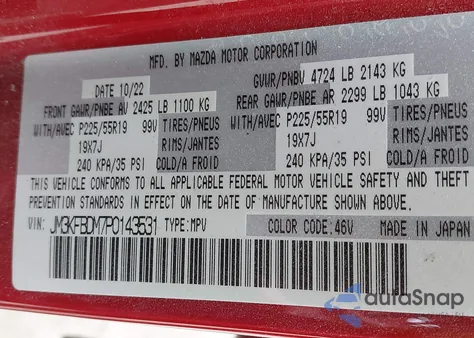 MFD. BY MAZDA MOTOR CORPORATION
DATE 10/22
GVWR/PNBV 4724 LB 2143 KG
FRONT GAWR/PNBE AV 2425 LB 1100 KG
REAR GAWR/PNBE AR 2299 LB 1043 KG
WITH/AVEC P225/55R19 99V TIRES/PNEUS
WITH/AVEC P225/55R19 99V TIRES/PNEUS
19X7J RIMS/JANTES
19X7J RIMS/JANTES
240 KPA/35 PSI COLD/A FROID
240 KPA/35 PSI COLD/A FROID
THIS VEHICLE CONFORMS TO ALL APPLICABLE FEDERAL MOTOR VEHICLE SAFETY AND THEFT
PREVENTION STANDARDS IN EFFECT ON THE DATE OF MANUFACTURE SHOWN ABOVE.
VIN: JM3KFBDM7P0143531 TYPE:MPV COLOR CODE:46V MADE IN JAPAN
autoSnap